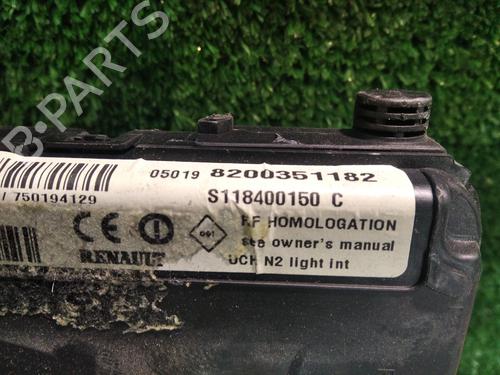 05019 8200351182
/ 750194129
S118400150 C
CE
RF HOMOLOGATION
see owner's manual
RENAULT
UCH N2 light int
B-PARTS